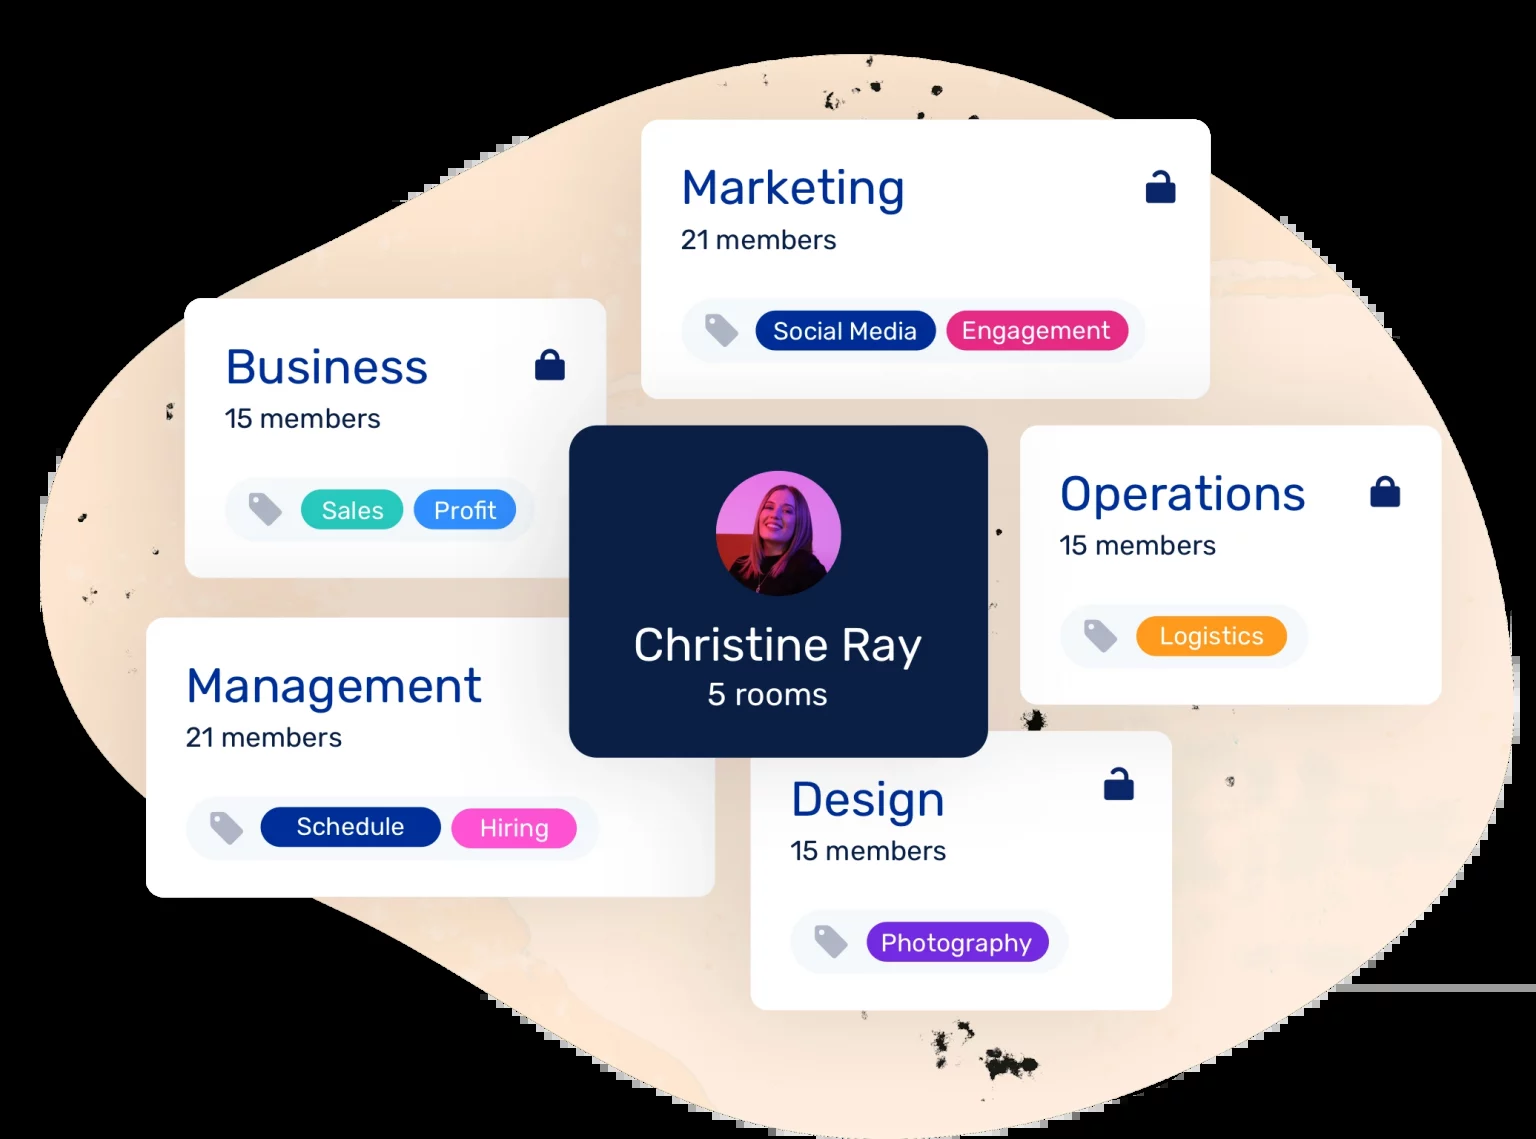 Marketing
21 members
Social Media
Engagement
Business
15 members
Sales
Profit
Christine Ray
5 rooms
Operations
15 members
Logistics
Management
21 members
Schedule
Hiring
Design
15 members
Photography